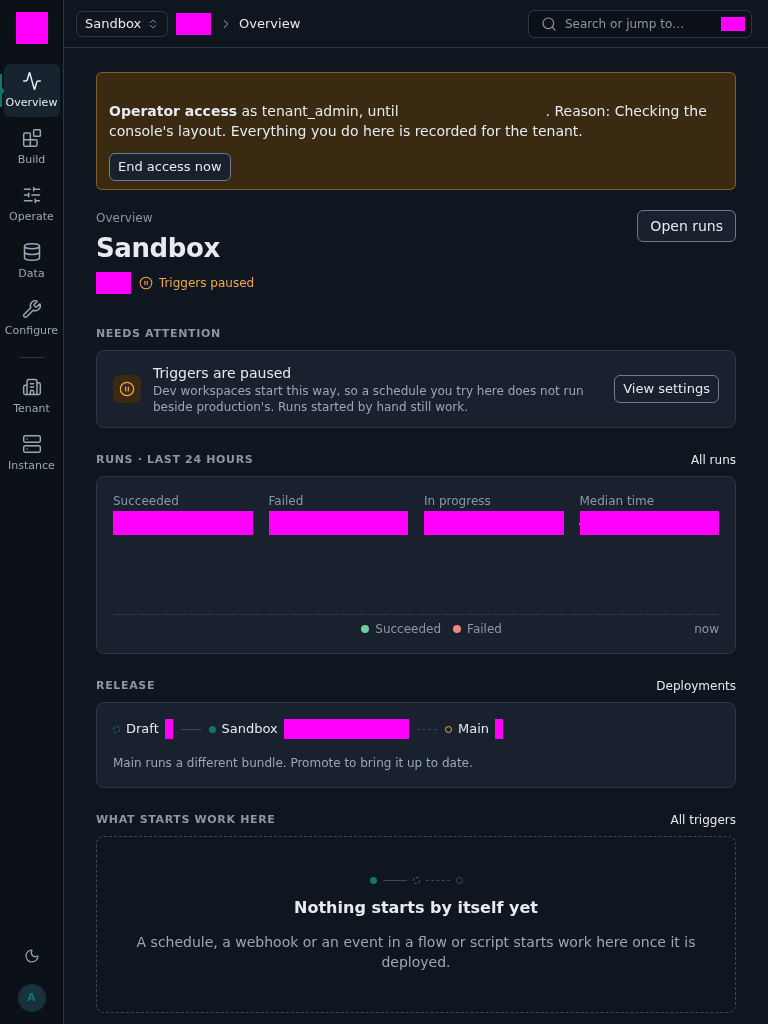 Sandbox
Overview
Search or jump to…
Overview
Build
Operate
Data
Configure
Tenant
Instance
A
Operator access as tenant_admin, until . Reason: Checking the
console's layout. Everything you do here is recorded for the tenant.
End access now
Overview
Sandbox
Open runs
Triggers paused
NEEDS ATTENTION
Triggers are paused
Dev workspaces start this way, so a schedule you try here does not run
beside production's. Runs started by hand still work.
View settings
RUNS · LAST 24 HOURS
All runs
Succeeded Failed In progress Median time
Succeeded Failed now
RELEASE
Deployments
Draft Sandbox Main
Main runs a different bundle. Promote to bring it up to date.
WHAT STARTS WORK HERE
All triggers
Nothing starts by itself yet
A schedule, a webhook or an event in a flow or script starts work here once it is
deployed.